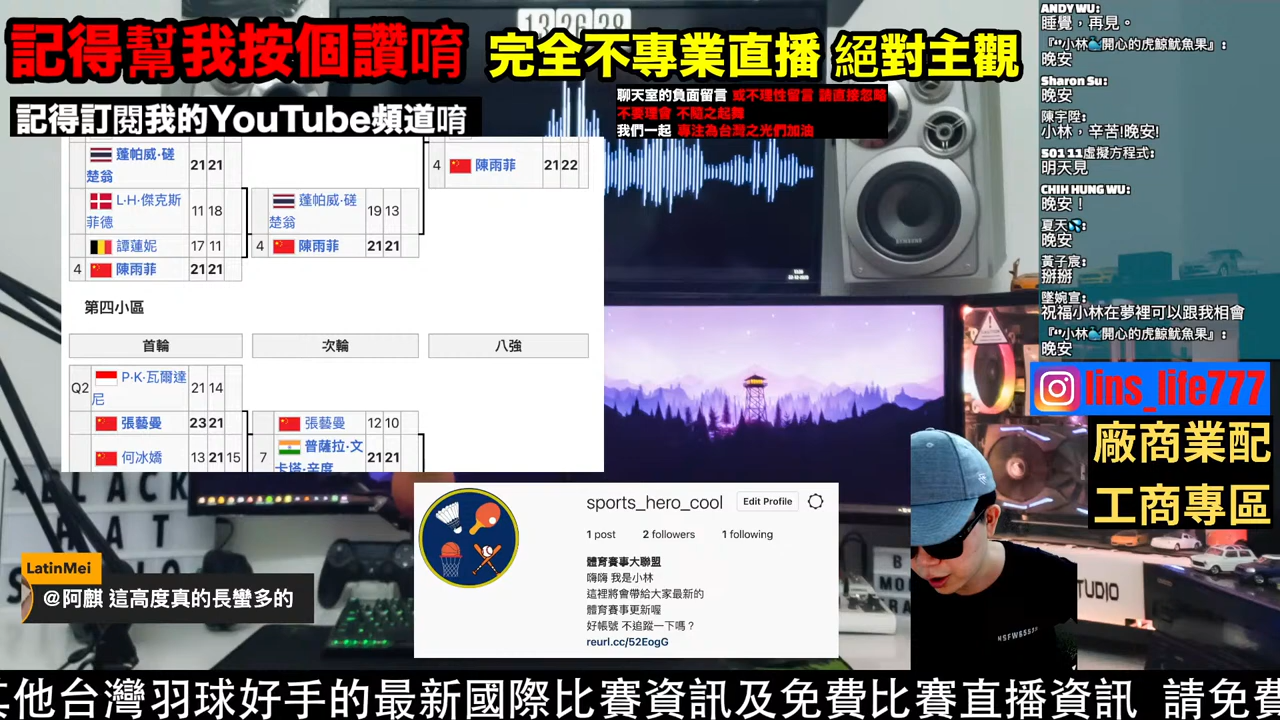 記得幫我按個讚唷
完全不專業直播 絕對主觀
記得訂閱我的YouTube頻道唷
聊天室的負面留言 或不理性留言 請直接忽略
不要理會 不隨之起舞
我們一起 專注為台灣之光們加油
蓬帕威·磋楚翁 21 21
4 陳雨菲 21 22
L·H·傑克斯菲德 11 18
蓬帕威·磋楚翁 19 13
譚蓮妮 17 11
4 陳雨菲 21 21
4 陳雨菲 21 21
第四小區
首輪 次輪 八強
Q2 P·K·瓦爾達尼 21 14
張藝曼 23 21
張藝曼 12 10
何冰嬌 13 21 15
7 普薩拉·文卡塔·辛度 21 21
ANDY WU:
睡覺,再見。
『❝小林🐳開心的虎鯨魷魚果』:
晚安
Sharon Su:
晚安
陳宇陞:
小林,辛苦!晚安!
S01 11虛擬方程式:
明天見
CHIH HUNG WU:
晚安!
夏天💦:
晚安
黃子宸:
掰掰
墜婉宣:
祝福小林在夢裡可以跟我相會
『❝小林🐳開心的虎鯨魷魚果』:
晚安
lins_life777
廠商業配
工商專區
SAMSUNG
BLACK
HAT
STUDIO
sports_hero_cool Edit Profile
1 post 2 followers 1 following
體育賽事大聯盟
嗨嗨 我是小林
這裡將會帶給大家最新的
體育賽事更新喔
好帳號 不追蹤一下嗎?
reurl.cc/52EogG
LatinMei
@阿麒 這高度真的長蠻多的
其他台灣羽球好手的最新國際比賽資訊及免費比賽直播資訊 請免費